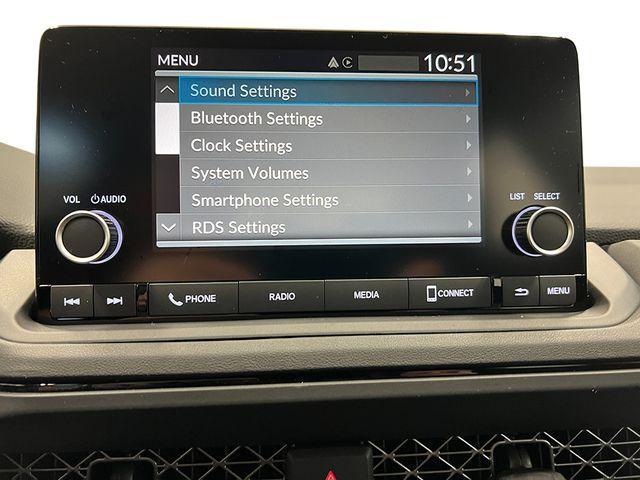 MENU 10:51
Sound Settings
Bluetooth Settings
Clock Settings
System Volumes
Smartphone Settings
RDS Settings
VOL AUDIO
LIST SELECT
PHONE RADIO MEDIA CONNECT MENU